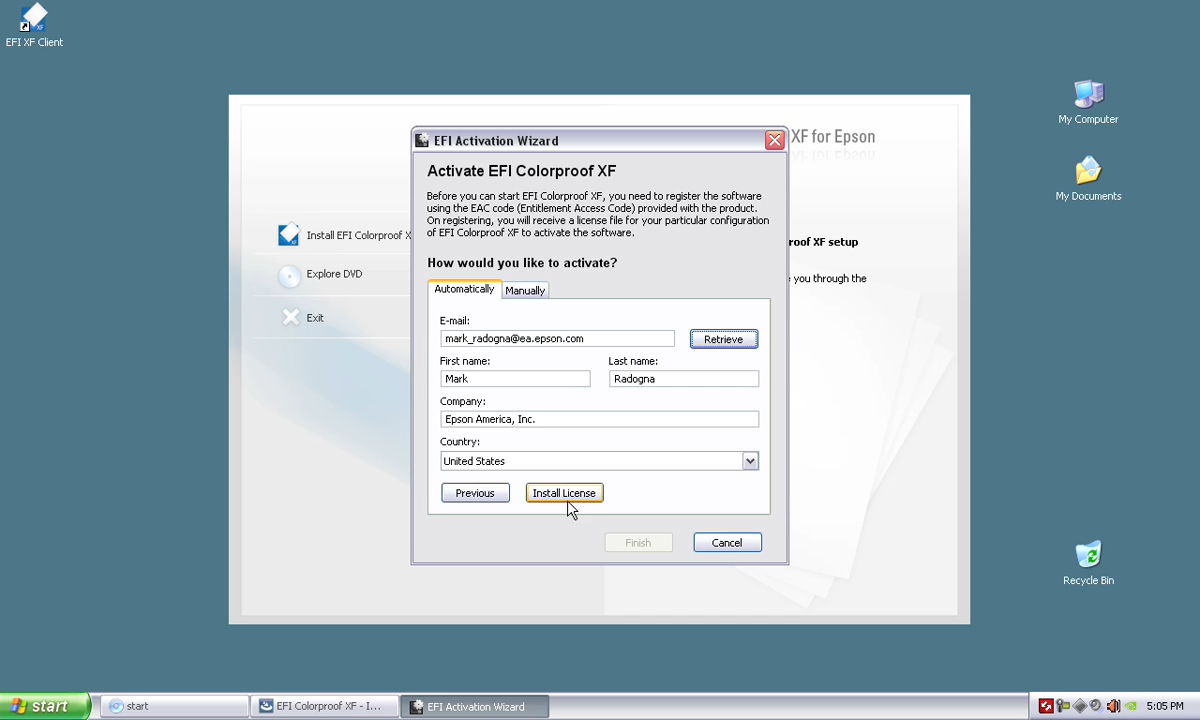 EFI XF Client
My Computer
My Documents
Recycle Bin
XF for Epson
Install EFI Colorproof X
Explore DVD
Exit
roof XF setup
you through the
EFI Activation Wizard
Activate EFI Colorproof XF
Before you can start EFI Colorproof XF, you need to register the software
using the EAC code (Entitlement Access Code) provided with the product.
On registering, you will receive a license file for your particular configuration
of EFI Colorproof XF to activate the software.
How would you like to activate?
Automatically Manually
E-mail:
mark_radogna@ea.epson.com Retrieve
First name: Last name:
Mark Radogna
Company:
Epson America, Inc.
Country:
United States
Previous Install License
Finish Cancel
start start EFI Colorproof XF - I... EFI Activation Wizard 5:05 PM